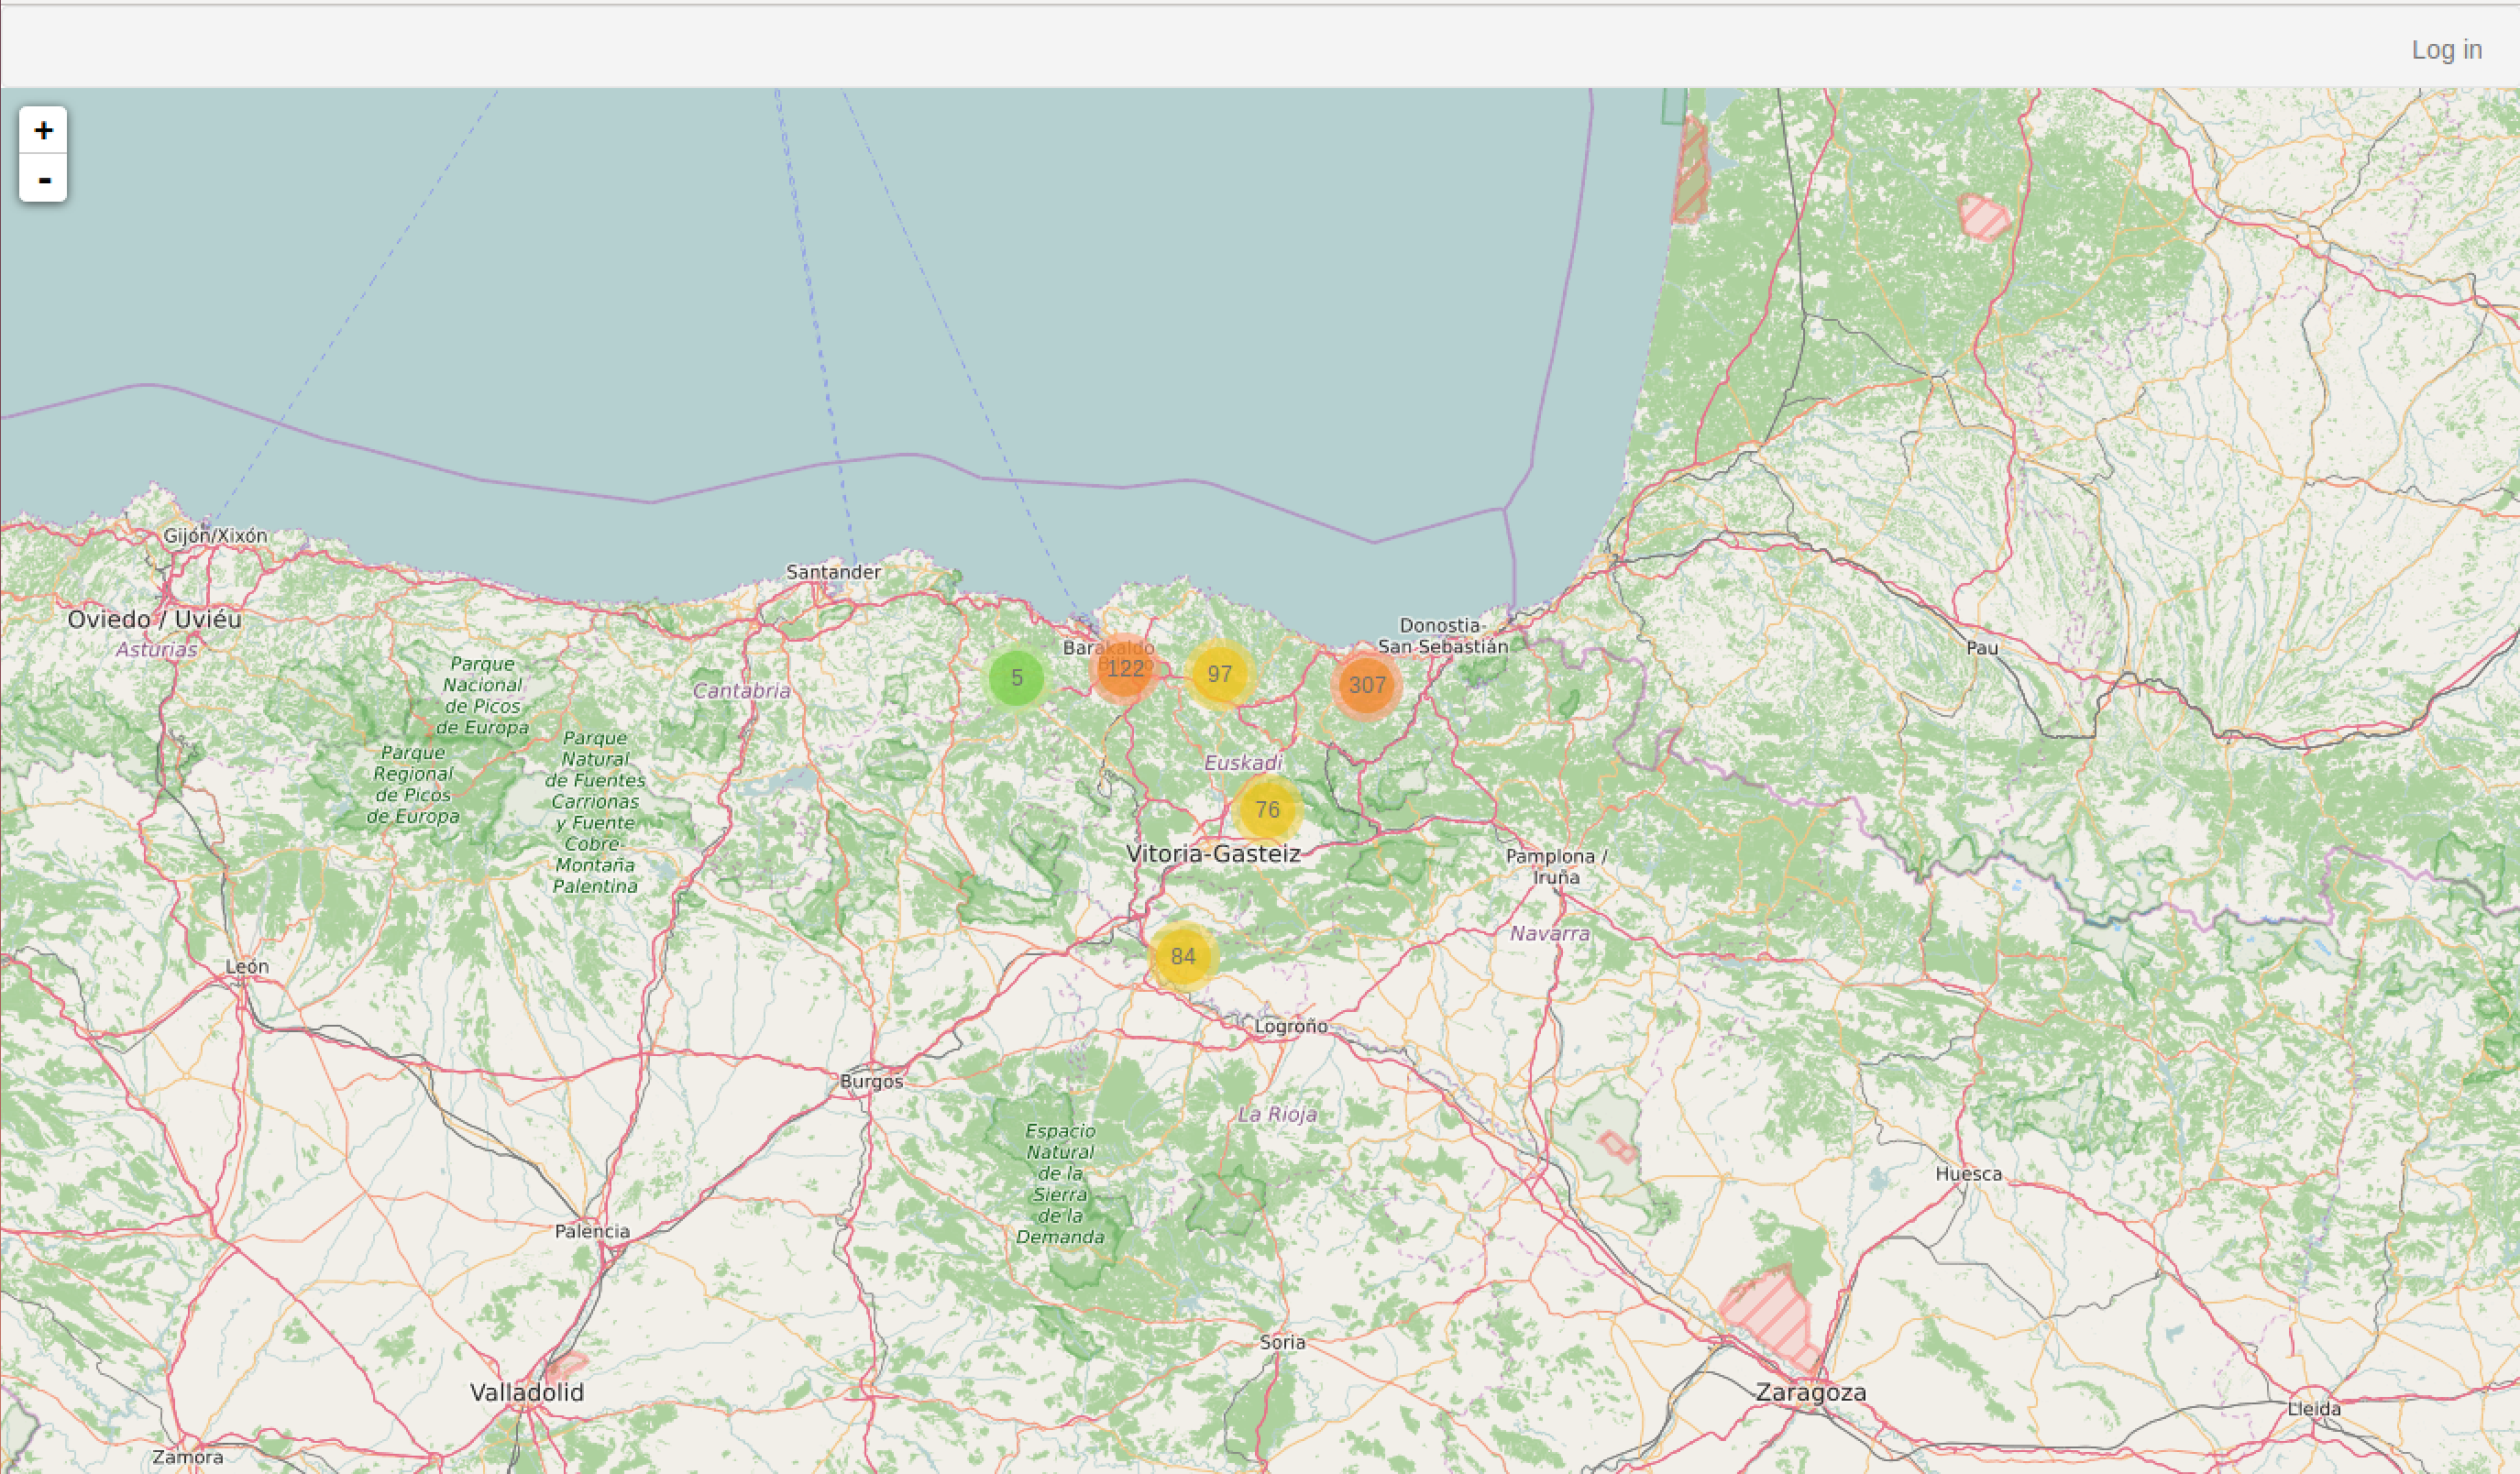 Log in
+
-
Gijón/Xixón
Santander
Oviedo / Uviéu
Asturias
Donostia-
San Sebastián
Barakaldo
Pau
Parque
Nacional
de Picos
de Europa
5
122
97
307
Cantabria
Parque
Regional
de Picos
de Europa
Parque
Natural
de Fuentes
Carrionas
y Fuente
Cobre-
Montaña
Palentina
Euskadi
76
Vitoria-Gasteiz
Pamplona /
Iruña
Navarra
84
León
Logroño
Burgos
La Rioja
Espacio
Natural
de la
Sierra
de la
Demanda
Huesca
Palencia
Soria
Valladolid
Zaragoza
Lleida
Zamora